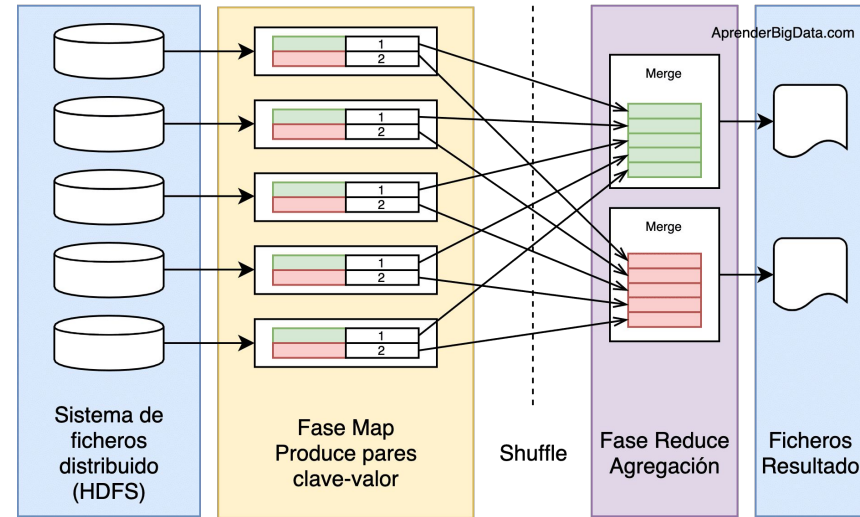 AprenderBigData.com
1
2
1
2
1
2
1
2
1
2
Merge
Merge
Sistema de
ficheros
distribuido
(HDFS)
Fase Map
Produce pares
clave-valor
Shuffle
Fase Reduce
Agregación
Ficheros
Resultado